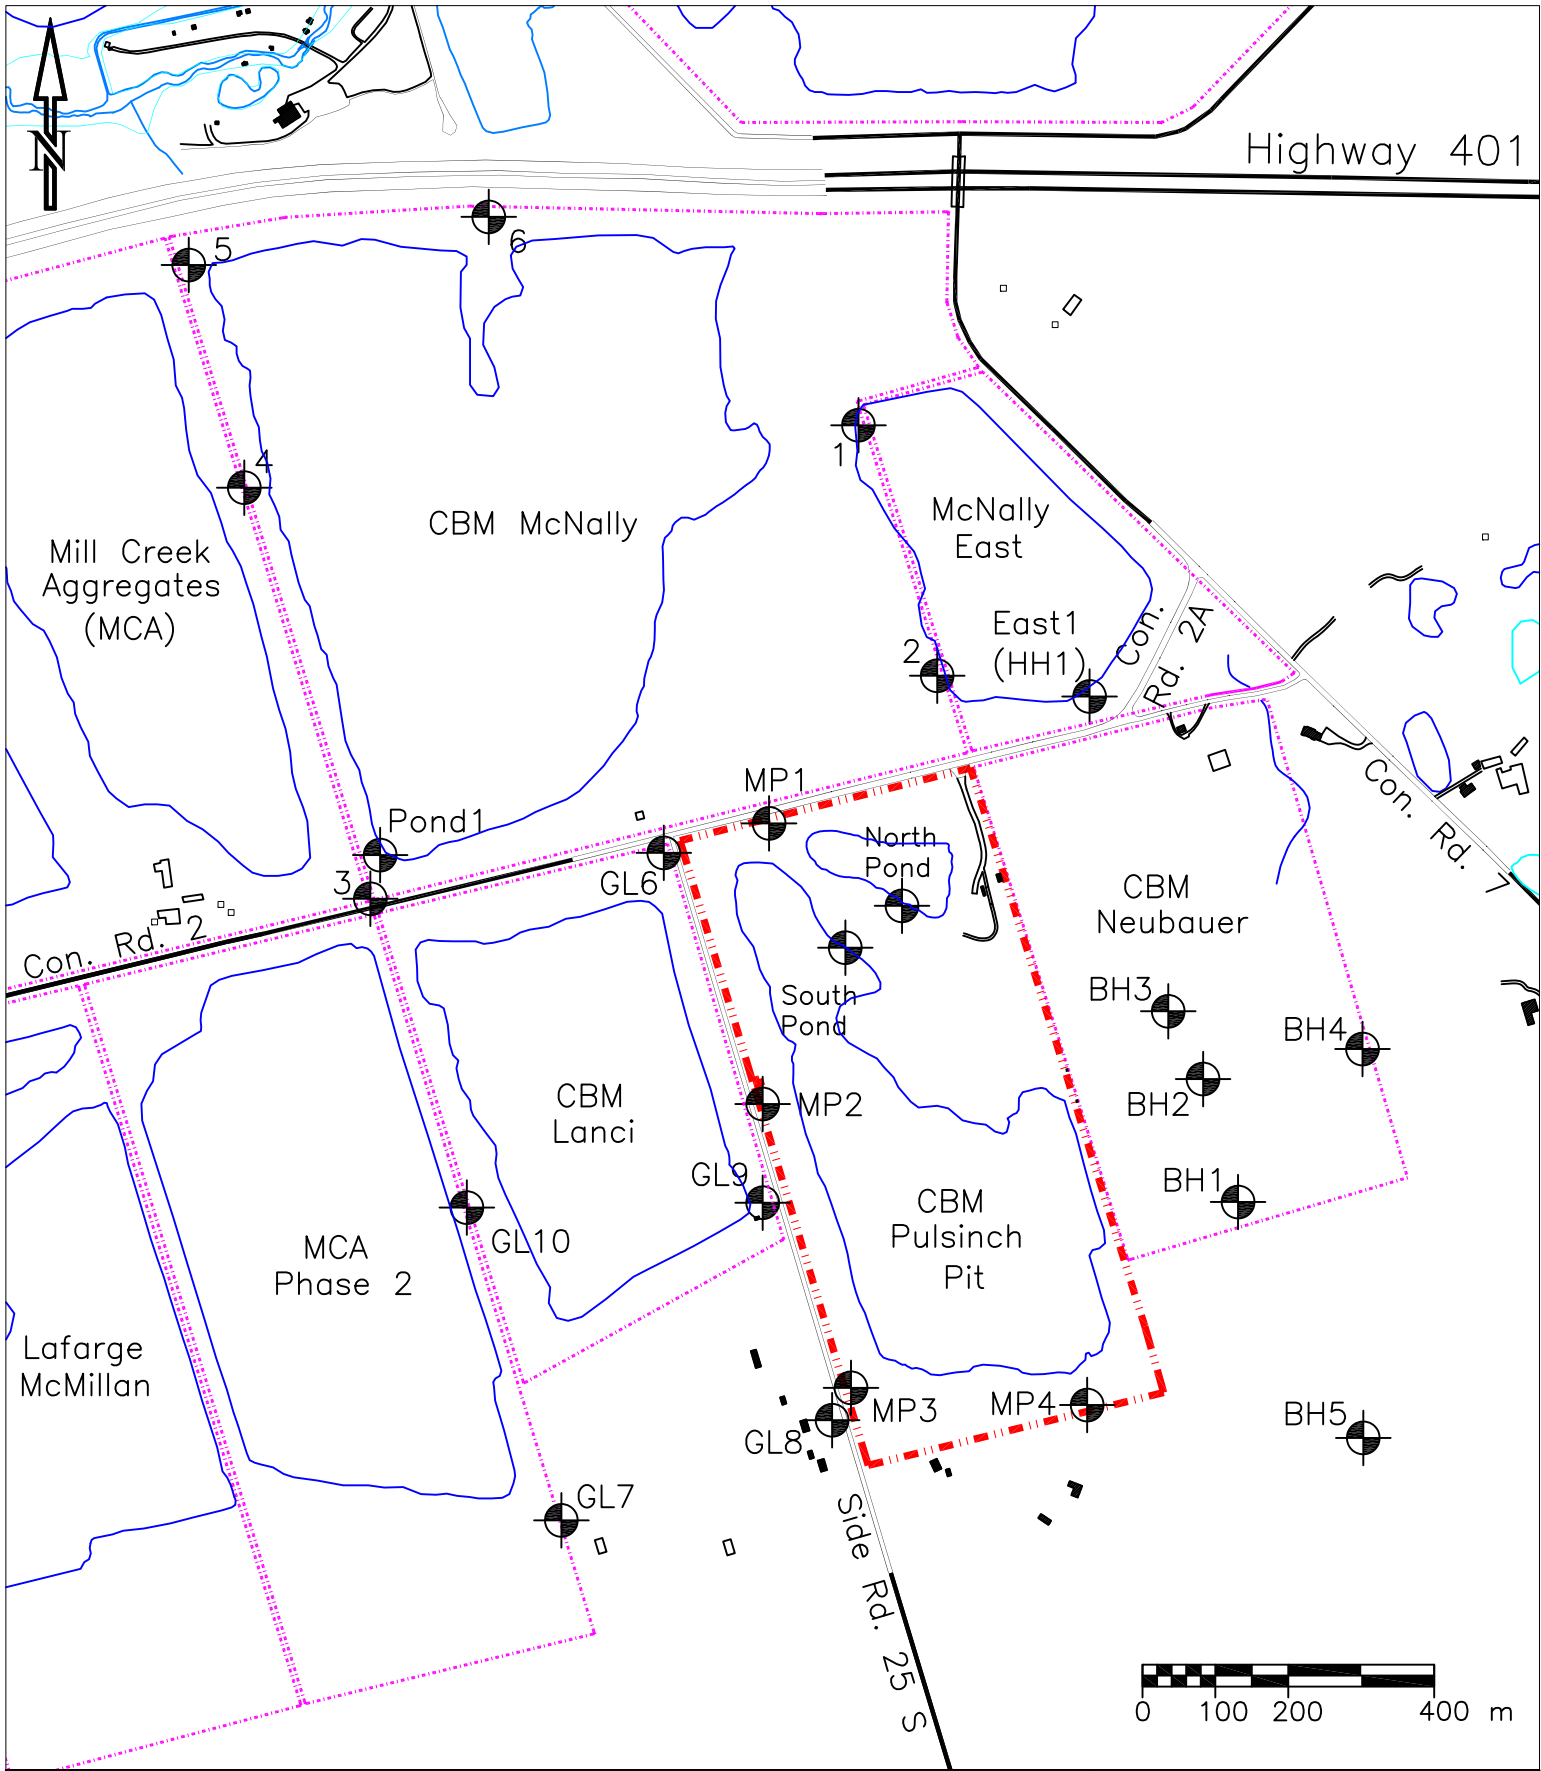 N
Highway 401
5
6
4
1
CBM McNally
McNally
East
Mill Creek
Aggregates
(MCA)
East1
(HH1)
Con.
Rd. 2A
2
MP1
Pond1
North
Pond
Con. Rd. 7
GL6
3
CBM
Neubauer
Con. Rd. 2
BH3
South
Pond
BH4
CBM
Lanci
MP2
BH2
GL9
BH1
CBM
Pulsinch
Pit
GL10
MCA
Phase 2
Lafarge
McMillan
MP3
MP4
BH5
GL8
GL7
Side Rd. 25 S
0 100 200 400 m